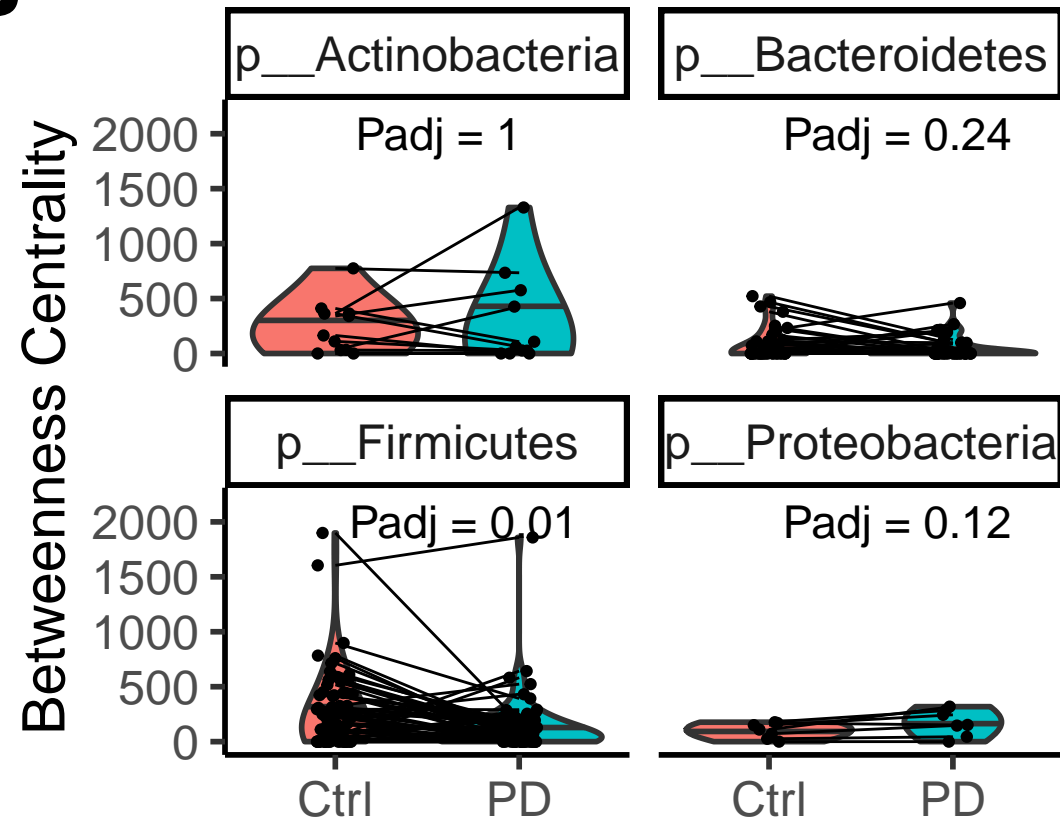 p__Actinobacteria
p__Bacteroidetes
Padj = 1
Padj = 0.24
2000
1500
1000
500
0
p__Firmicutes
p__Proteobacteria
Padj = 0.01
Padj = 0.12
2000
1500
1000
500
0
Ctrl
PD
Ctrl
PD
Betweenness Centrality